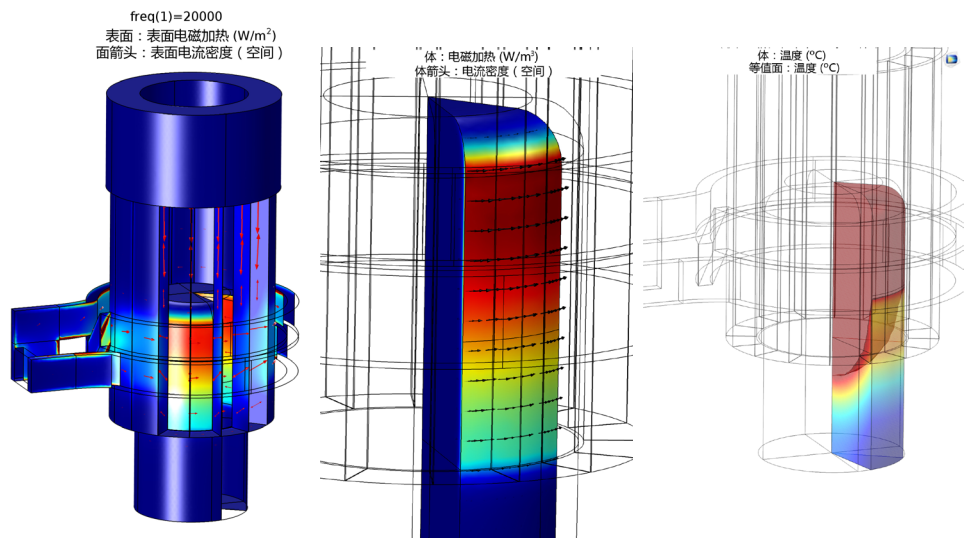 freq(1)=20000
表面：表面电磁加热 (W/m²)
面箭头：表面电流密度 ( 空间 )
体：电磁加热 (W/m³)
体箭头：电流密度 ( 空间 )
体：温度 (ºC)
等值面：温度 (ºC)